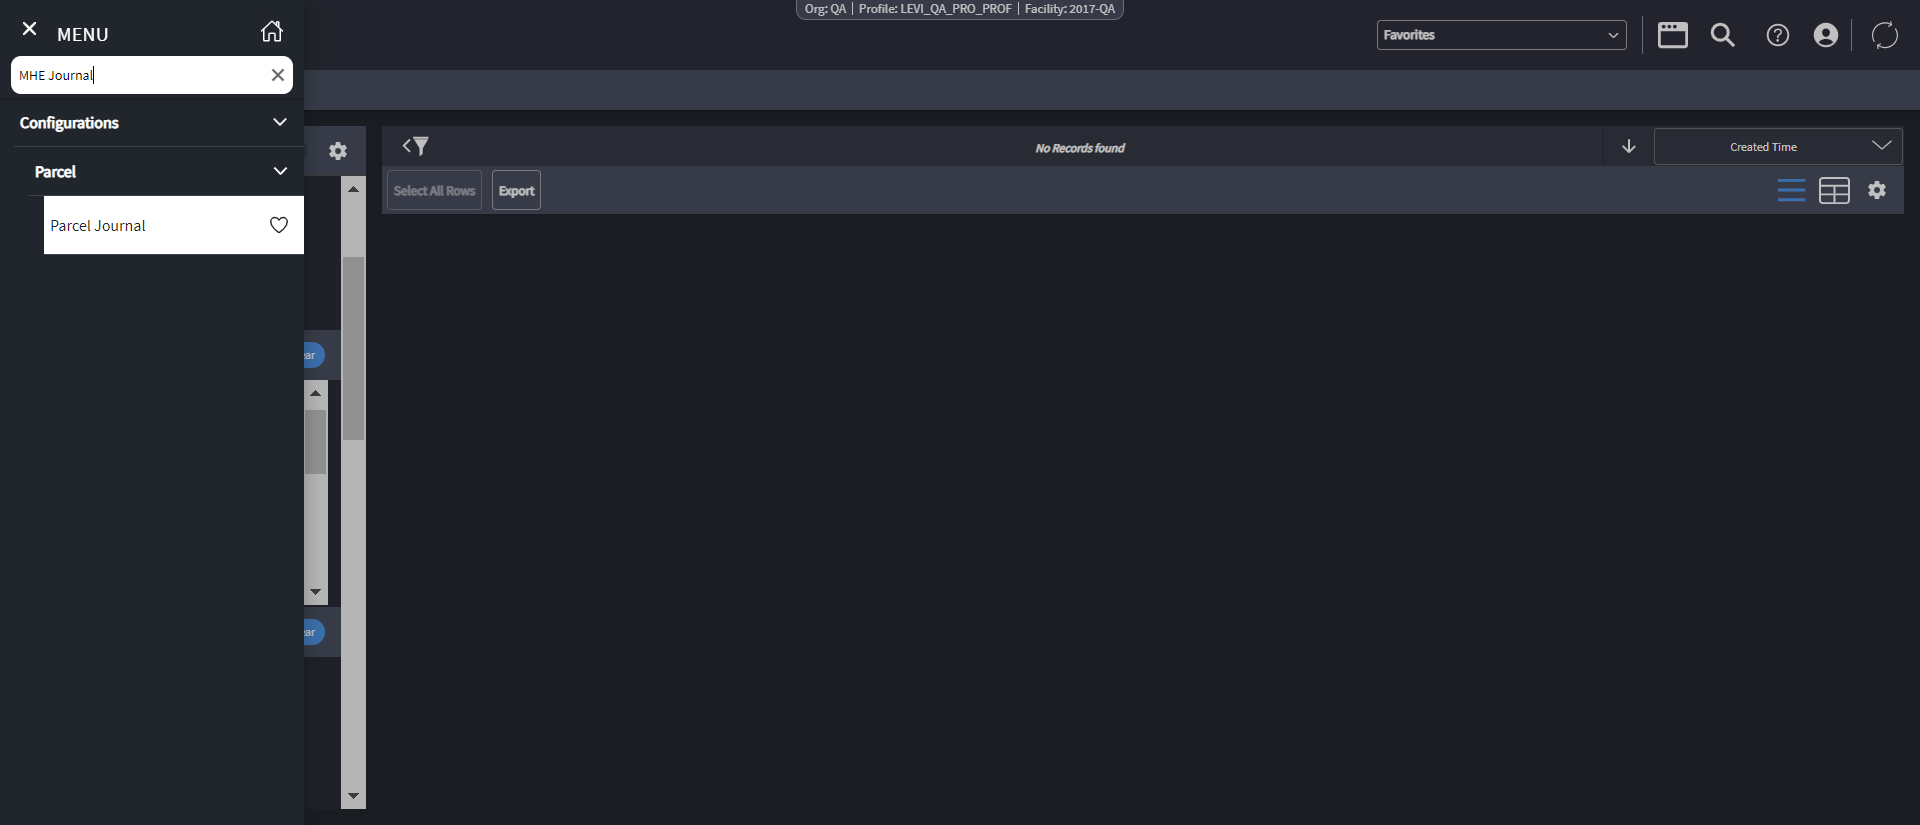 Org: QA | Profile: LEVI_QA_PRO_PROF | Facility: 2017-QA
MENU
Favorites
MHE Journal
Configurations
Parcel
Parcel Journal
No Records found
Created Time
Select All Rows
Export
ar
ar